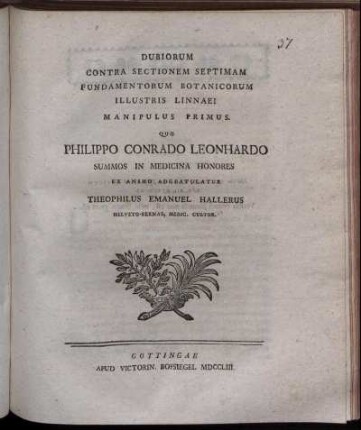 37
DUBIORUM
CONTRA SECTIONEM SEPTIMAM
FUNDAMENTORUM BOTANICORUM
ILLUSTRIS LINNAEI
MANIPULUS PRIMUS.
QUO
PHILIPPO CONRADO LEONHARDO
SUMMOS IN MEDICINA HONORES
EX ANIMO ADGRATULATUR
THEOPHILUS EMANUEL HALLERUS
HELVETO-BERNAS, MEDIC. CULTOR.
GOTTINGAE
APUD VICTORIN. BOSSIEGEL MDCCLIII.